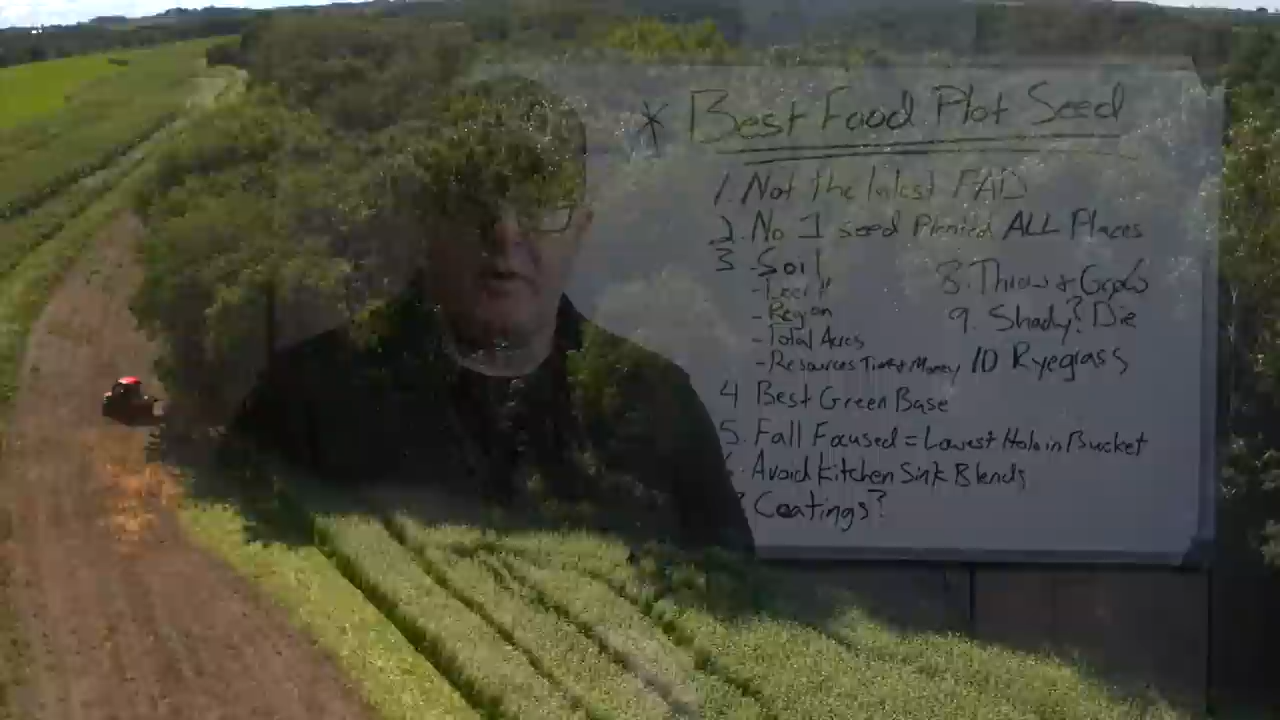 * Best Food Plot Seed
1. Not the latest FAD
2. No 1 seed Planted ALL Places
3 - Soil
- Region
- Total Acres
- Resources Time & Money
4 Best Green Base
5. Fall Focused = Lowest Hole in Bucket
Avoid Kitchen Sink Blends
Coatings?
8. Throw & Grows
9. Shady? Die
10 Ryegrass